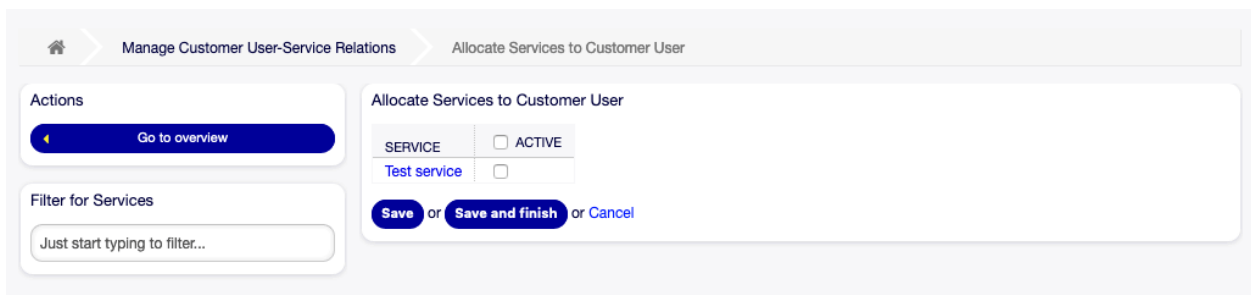 Manage Customer User-Service Relations Allocate Services to Customer User
Actions
Go to overview
Filter for Services
Just start typing to filter...
Allocate Services to Customer User
SERVICE ACTIVE
Test service
Save or Save and finish or Cancel